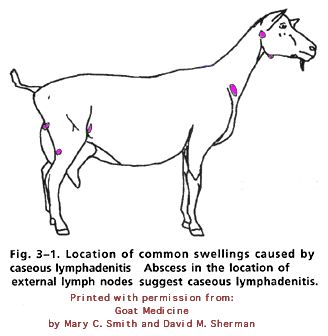 Fig. 3–1. Location of common swellings caused by
caseous lymphadenitis Abscess in the location of
external lymph nodes suggest caseous lymphadenitis.
Printed with permission from:
Goat Medicine
by Mary C. Smith and David M. Sherman